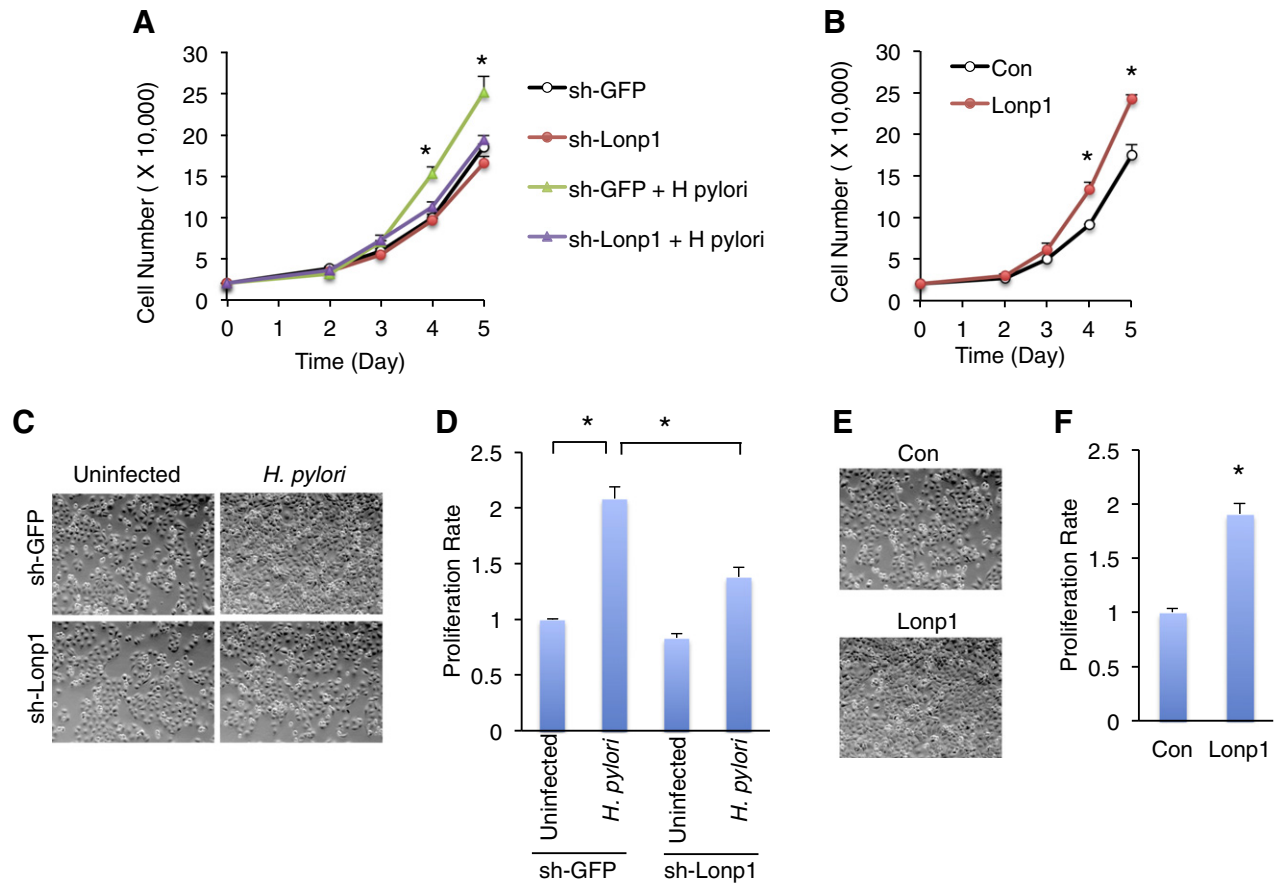 A
30
25
20
15
10
5
0
Cell Number ( X 10,000)
0 1 2 3 4 5
Time (Day)
*
*
sh-GFP
sh-Lonp1
sh-GFP + H pylori
sh-Lonp1 + H pylori
B
30
25
20
15
10
5
0
Cell Number ( X 10,000)
0 1 2 3 4 5
Time (Day)
Con
Lonp1
*
*
C
Uninfected
H. pylori
sh-GFP
sh-Lonp1
D
*
*
2.5
2
1.5
1
0.5
0
Proliferation Rate
Uninfected
H. pylori
Uninfected
H. pylori
sh-GFP
sh-Lonp1
E
Con
Lonp1
F
2.5
2
1.5
1
0.5
0
Proliferation Rate
*
Con Lonp1